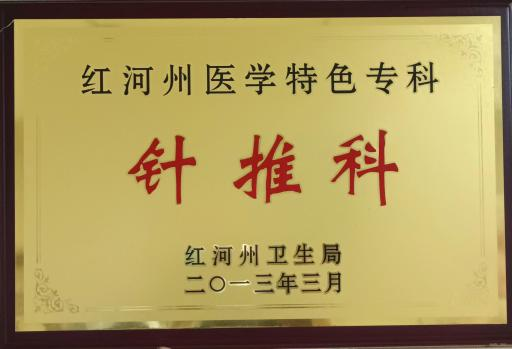 红河州医学特色专科
针推科
红河州卫生局
二〇一三年三月